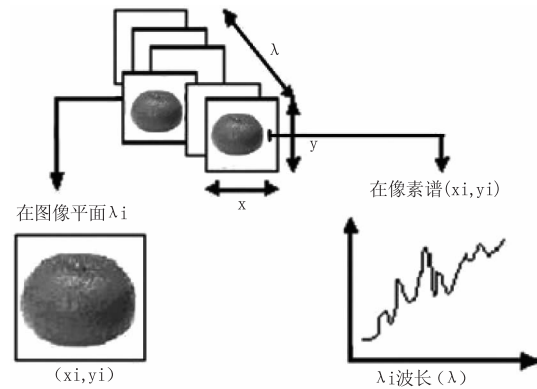 λ
y
x
在像素谱(xi,yi)
在图像平面λi
(xi,yi)
λi波长(λ)